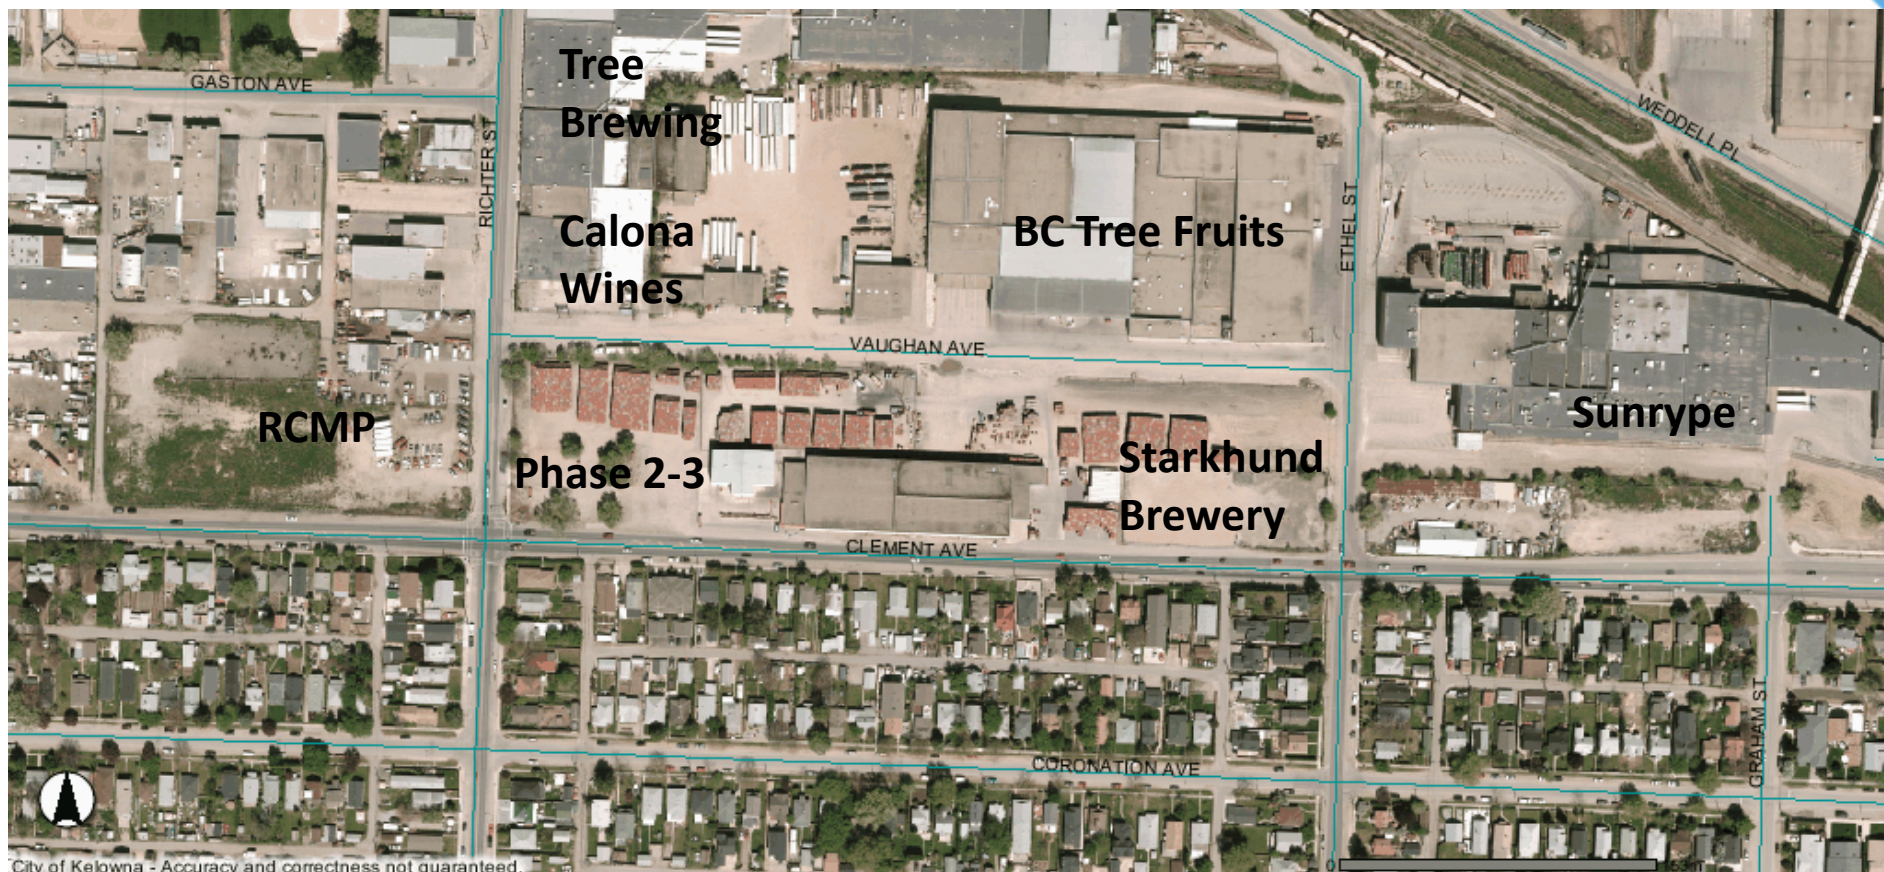 Tree
Brewing
GASTON AVE
WEDDELL PL
RICHTER ST
ETHEL ST
Calona
Wines
BC Tree Fruits
VAUGHAN AVE
RCMP
Sunrype
Phase 2-3
Starkhund
Brewery
CLEMENT AVE
GRAHAM ST
CORONATION AVE
City of Kelowna - Accuracy and correctness not guaranteed.
0